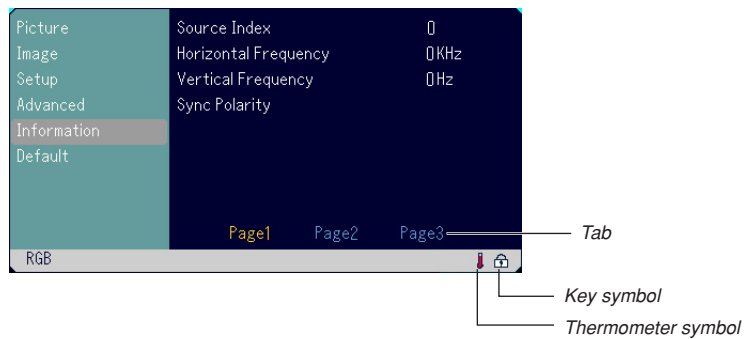 Picture
Image
Setup
Advanced
Information
Default
Source Index 0
Horizontal Frequency 0KHz
Vertical Frequency 0Hz
Sync Polarity
Page1 Page2 Page3
Tab
RGB
Key symbol
Thermometer symbol